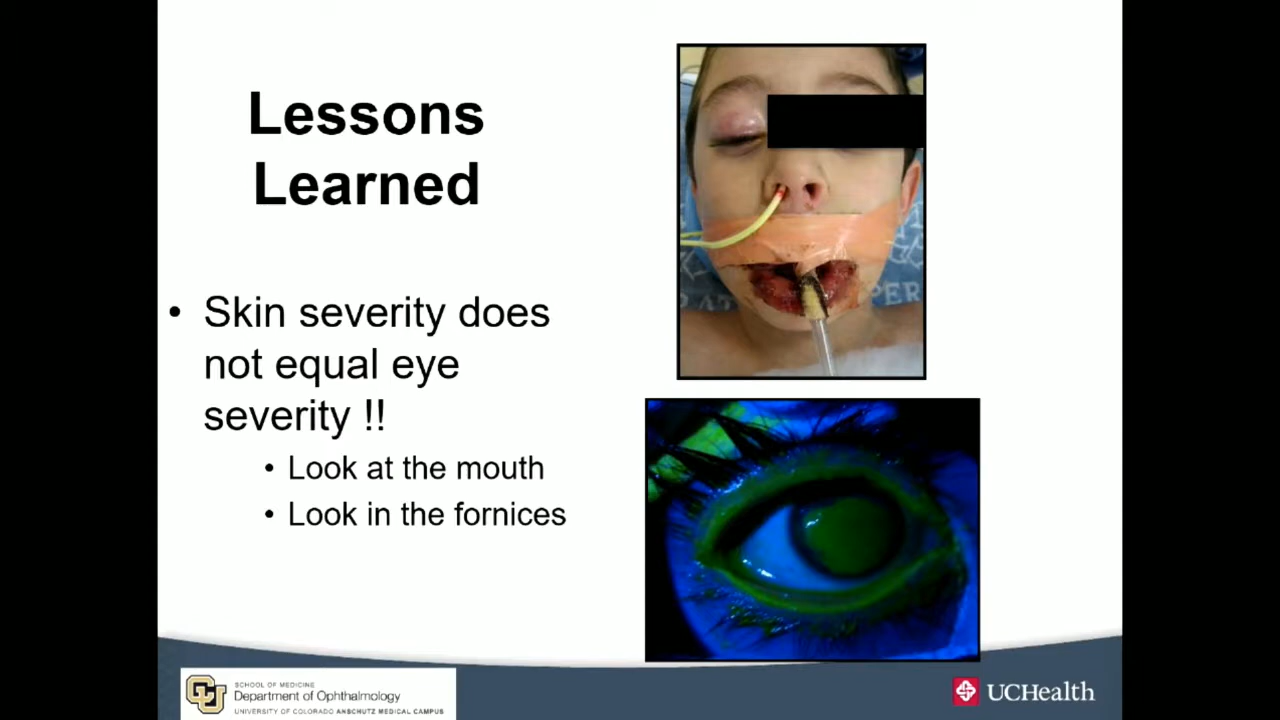 Lessons
Learned
• Skin severity does
not equal eye
severity !!
• Look at the mouth
• Look in the fornices
SCHOOL OF MEDICINE
Department of Ophthalmology
UNIVERSITY OF COLORADO ANSCHUTZ MEDICAL CAMPUS
UCHealth